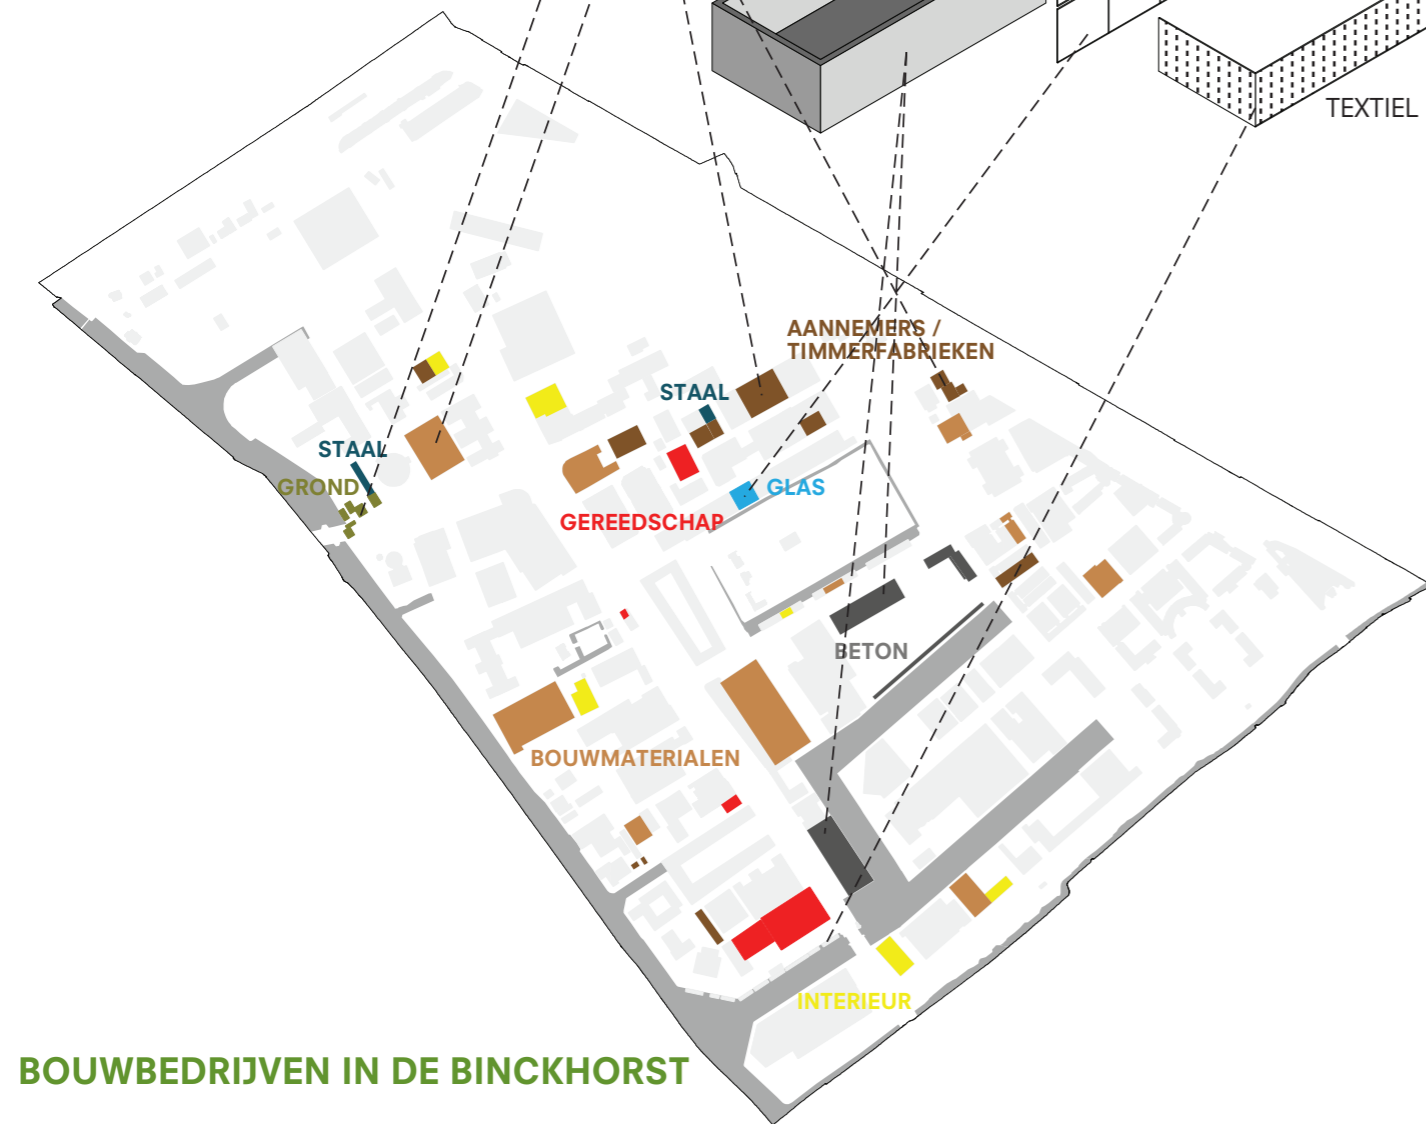 TEXTIEL
AANNEMERS /
TIMMERFABRIEKEN
STAAL
STAAL
GROND
GLAS
GEREEDSCHAP
BETON
BOUWMATERIALEN
INTERIEUR
BOUWBEDRIJVEN IN DE BINCKHORST